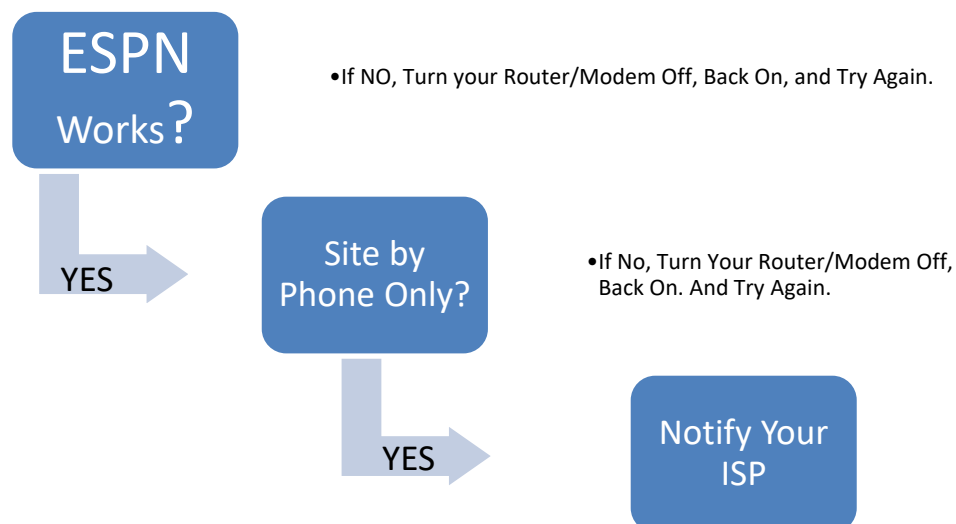 ESPN
Works?
•If NO, Turn your Router/Modem Off, Back On, and Try Again.
YES
Site by
Phone Only?
•If No, Turn Your Router/Modem Off,
Back On. And Try Again.
YES
Notify Your
ISP